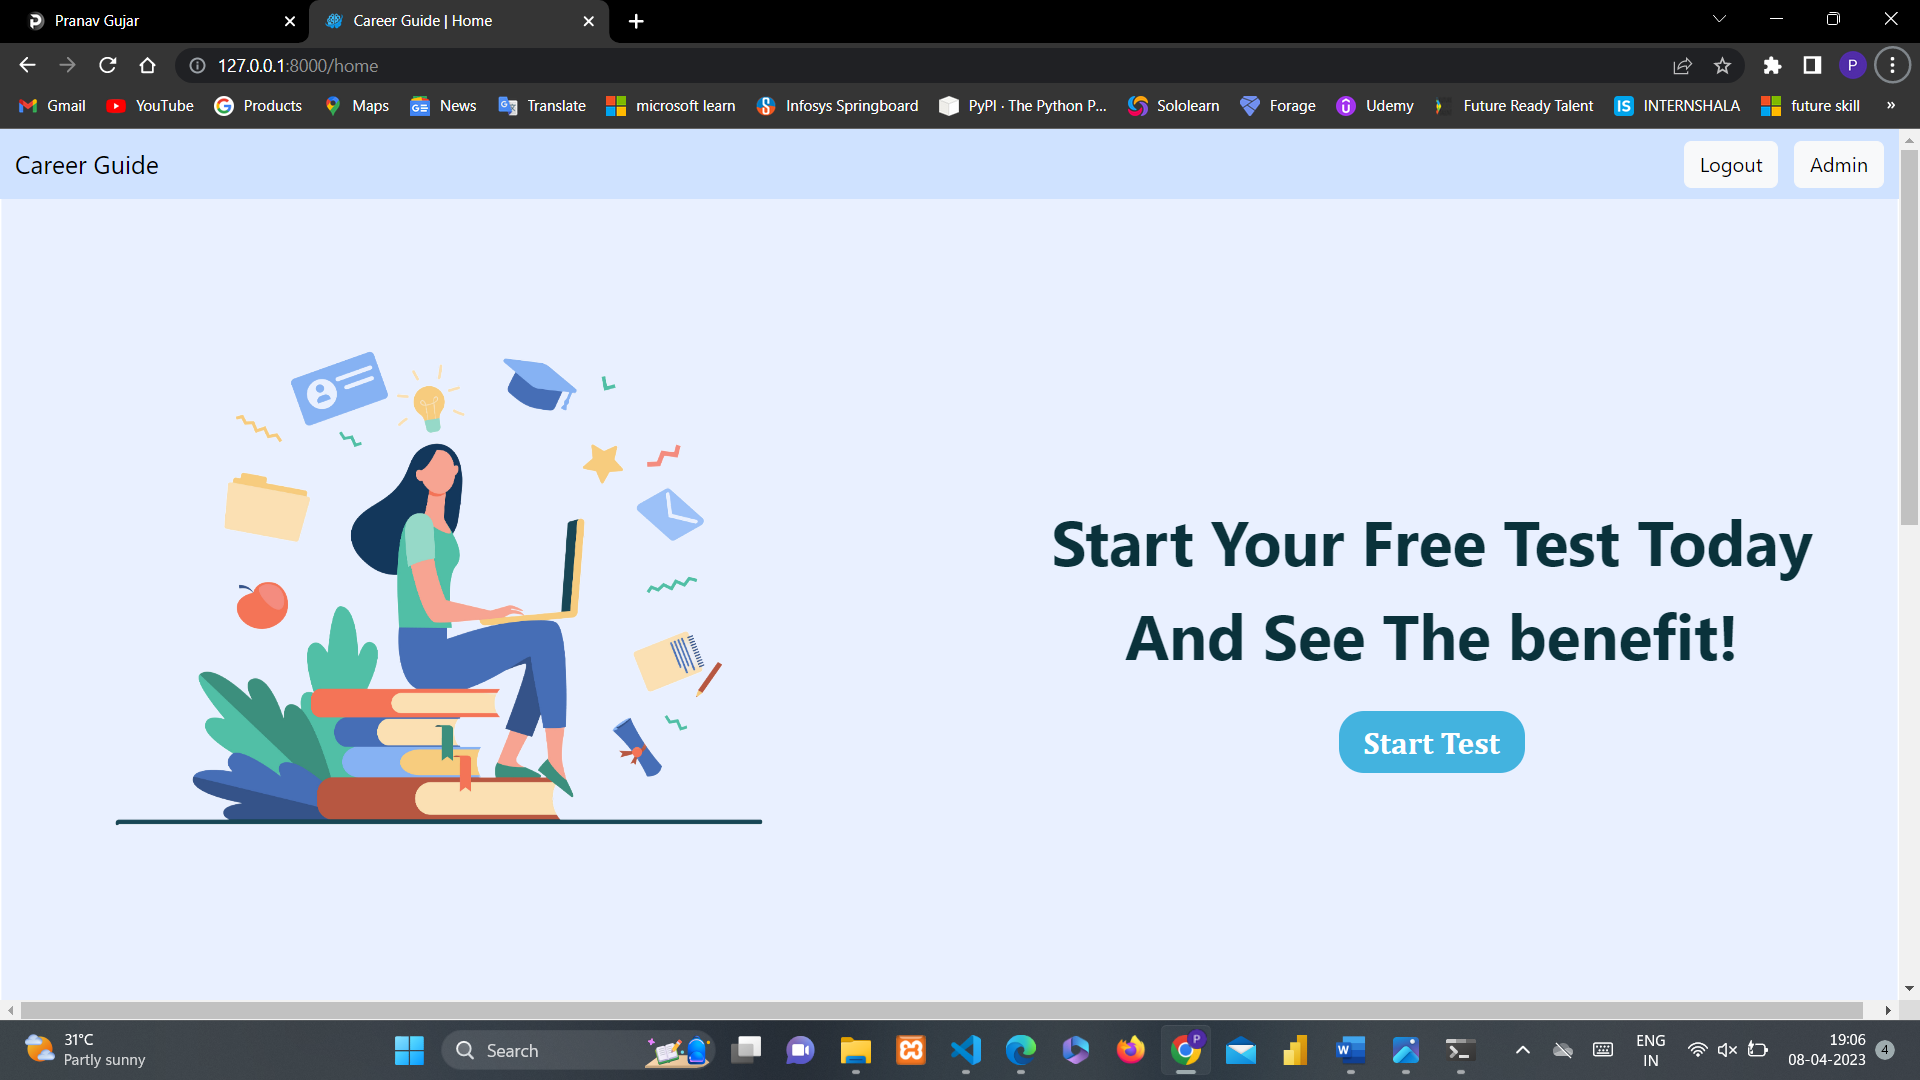 Pranav Gujar
Career Guide | Home
127.0.0.1:8000/home
P
Gmail YouTube Products Maps News Translate microsoft learn Infosys Springboard PyPI · The Python P... Sololearn Forage Udemy Future Ready Talent INTERNSHALA future skill »
Career Guide
Logout Admin
Start Your Free Test Today
And See The benefit!
Start Test
31°C
Partly sunny
Search
P
ENG
IN
19:06
08-04-2023
4